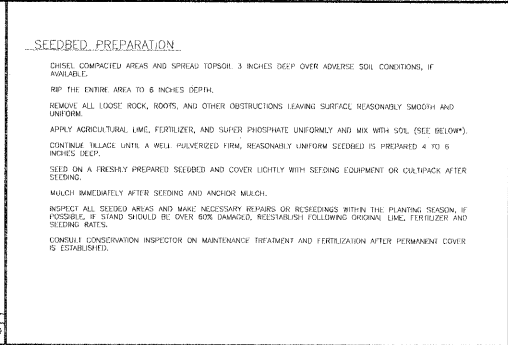 SEEDBED PREPARATION
CHISEL COMPACTED AREAS AND SPREAD TOPSOIL 3 INCHES DEEP OVER ADVERSE SOIL CONDITIONS, IF
AVAILABLE.
RIP THE ENTIRE AREA TO 6 INCHES DEPTH.
REMOVE ALL LOOSE ROCK, ROOTS, AND OTHER OBSTRUCTIONS LEAVING SURFACE REASONABLY SMOOTH AND
UNIFORM.
APPLY AGRICULTURAL LIME, FERTILIZER, AND SUPER PHOSPHATE UNIFORMLY AND MIX WITH SOIL (SEE BELOW*).
CONTINUE TILLAGE UNTIL A WELL PULVERIZED FIRM, REASONABLY UNIFORM SEEDBED IS PREPARED 4 TO 6
INCHES DEEP.
SEED ON A FRESHLY PREPARED SEEDBED AND COVER LIGHTLY WITH SEEDING EQUIPMENT OR CULTIPACK AFTER
SEEDING.
MULCH IMMEDIATELY AFTER SEEDING AND ANCHOR MULCH.
INSPECT ALL SEEDED AREAS AND MAKE NECESSARY REPAIRS OR RESEEDINGS WITHIN THE PLANTING SEASON, IF
POSSIBLE, IF STAND SHOULD BE OVER 60% DAMAGED, REESTABLISH FOLLOWING ORIGINAL LIME, FERTILIZER AND
SEEDING RATES.
CONSULT CONSERVATION INSPECTOR ON MAINTENANCE TREATMENT AND FERTILIZATION AFTER PERMANENT COVER
IS ESTABLISHED.